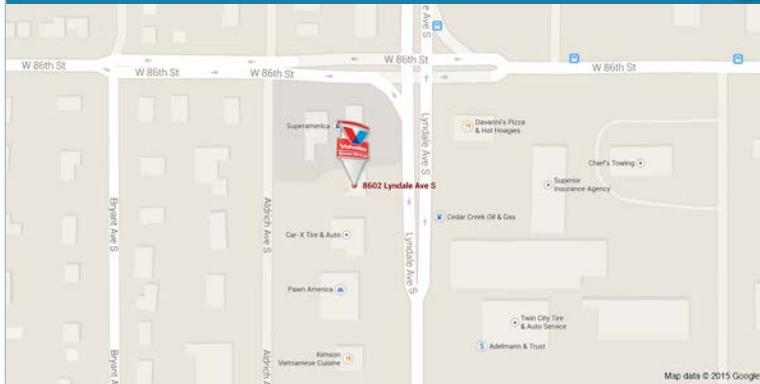 e Ave S
W 86th St
W 86th St
W 86th St
W 86th St
W 86th St
Superamerica
Valvoline
8602 Lyndale Ave S
Lyndale Ave S
Davanni's Pizza
& Hot Hoagies
Chief's Towing
Superior
Insurance Agency
Bryant Ave S
Aldrich Ave S
Car-X Tire & Auto
Lyndale Ave S
Cedar Creek Oil & Gas
Pawn America
Twin City Tire
& Auto Service
Adelmann & Trust
Kimson
Vietnamese Cuisine
Bryant A
Aldrich A
Map data © 2015 Google